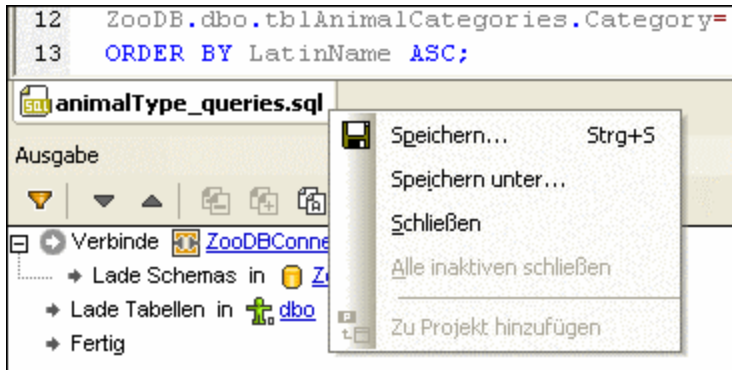 12 ZooDB.dbo.tblAnimalCategories.Category=
13 ORDER BY LatinName ASC;
animalType_queries.sql
Speichern... Strg+S
Speichern unter...
Schließen
Alle inaktiven schließen
Zu Projekt hinzufügen
Ausgabe
Verbinde ZooDBConne
Lade Schemas in
Lade Tabellen in dbo
Fertig